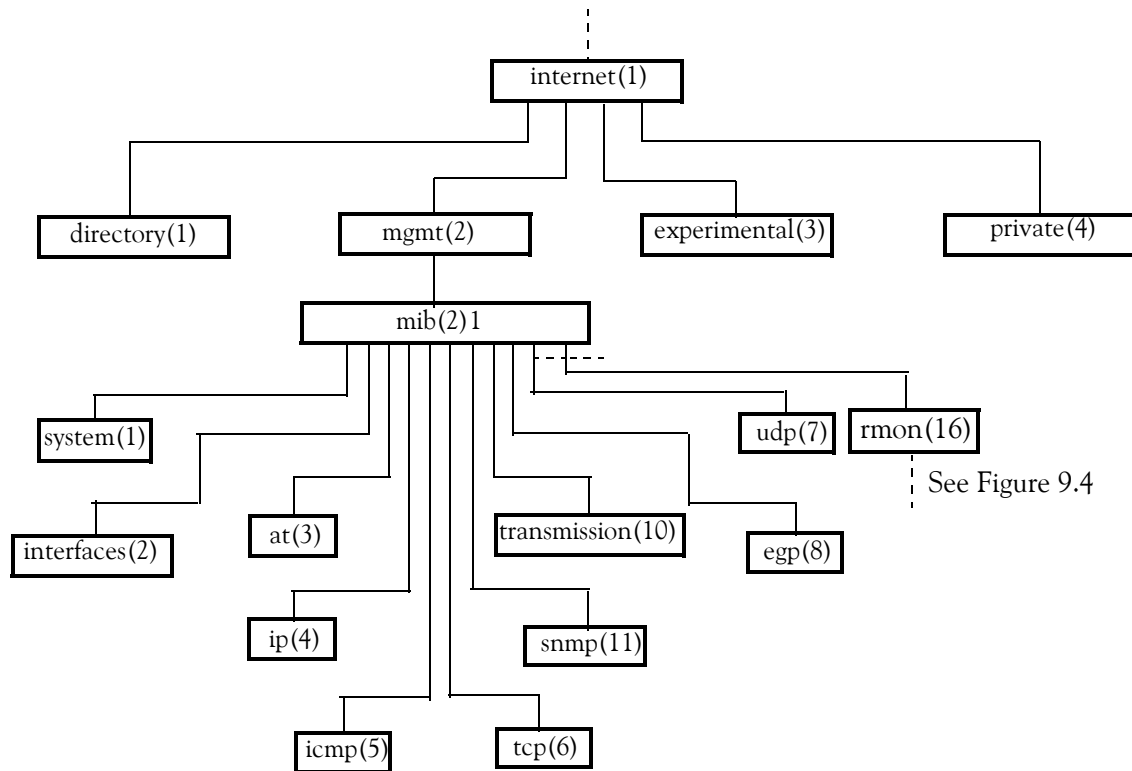 internet(1)
directory(1)
mgmt(2)
experimental(3)
private(4)
mib(2)1
system(1)
udp(7)
rmon(16)
See Figure 9.4
interfaces(2)
at(3)
transmission(10)
egp(8)
ip(4)
snmp(11)
icmp(5)
tcp(6)